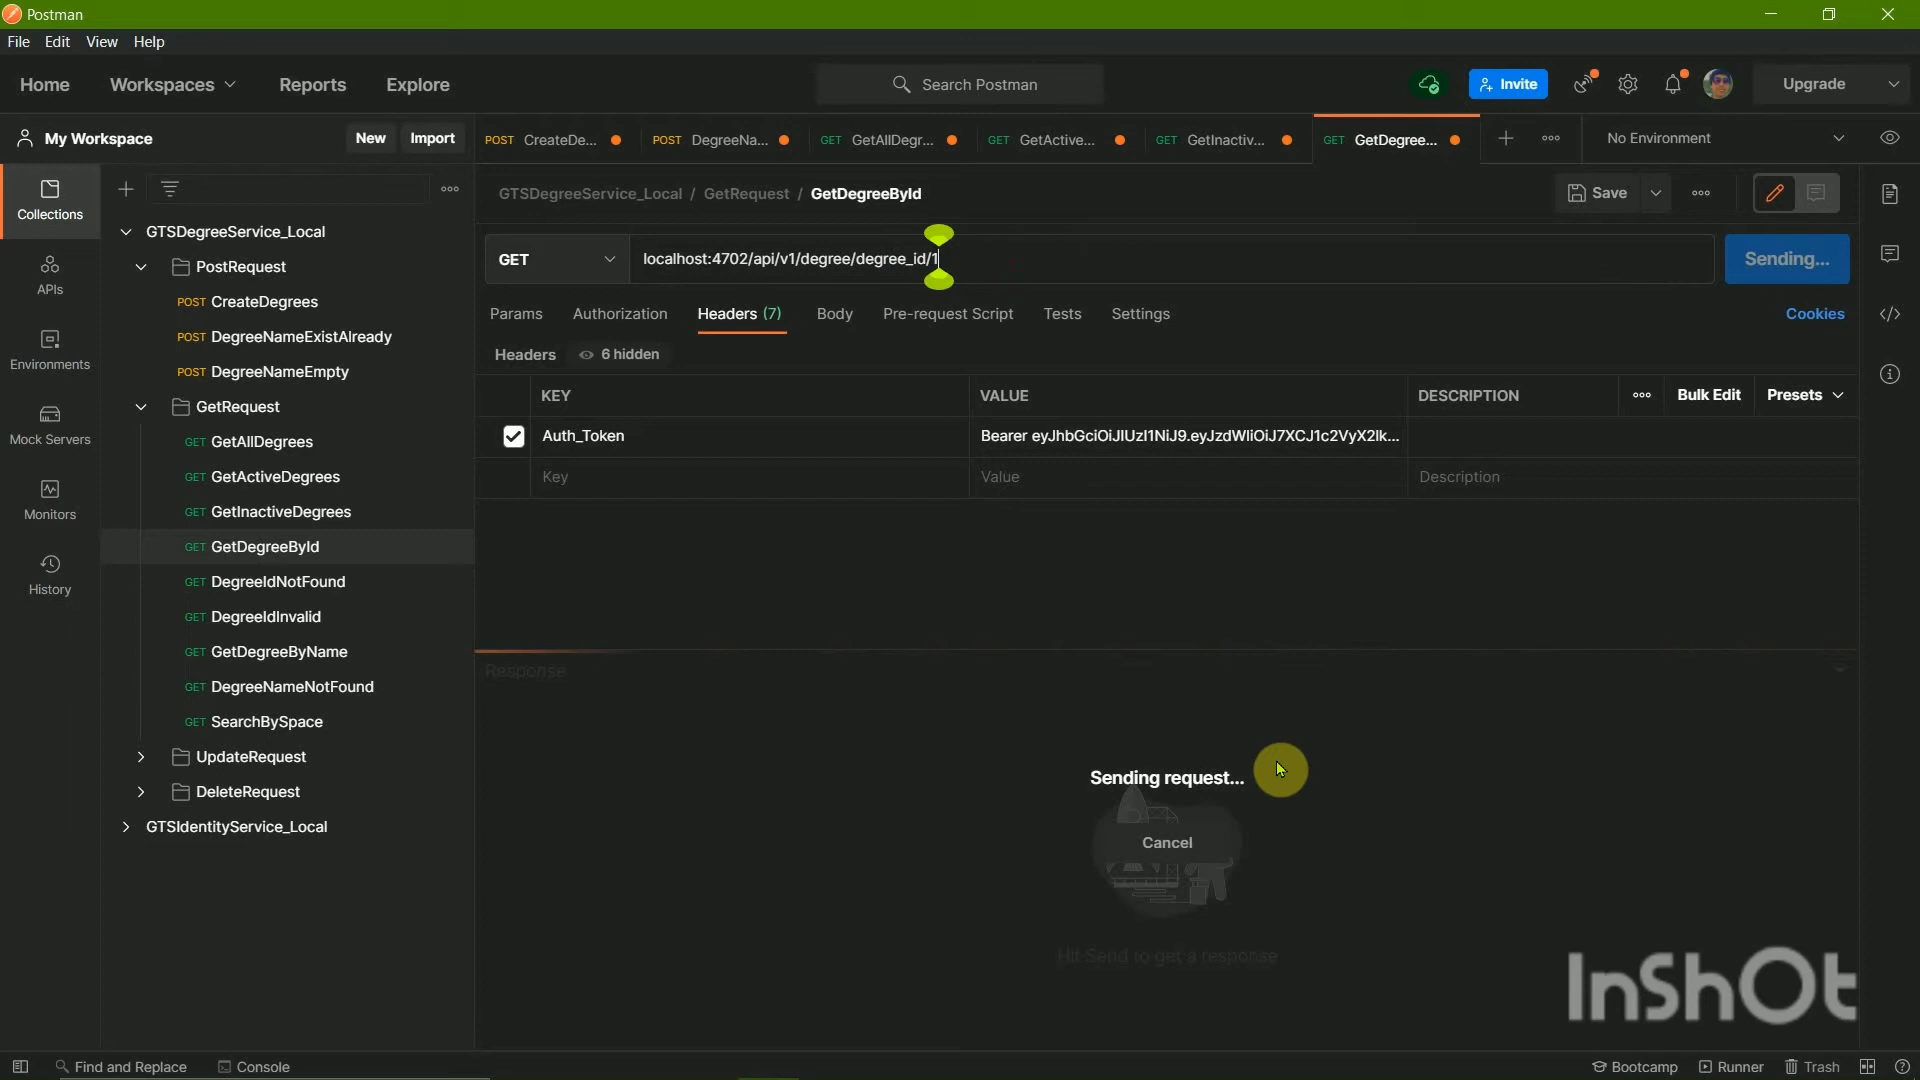 Postman
File Edit View Help
Home Workspaces Reports Explore
Search Postman
Invite
Upgrade
My Workspace New Import
POST CreateDe... POST DegreeNa... GET GetAllDegr... GET GetActive... GET GetInactiv... GET GetDegree...
No Environment
Collections
APIs
Environments
Mock Servers
Monitors
History
GTSDegreeService_Local
PostRequest
POST CreateDegrees
POST DegreeNameExistAlready
POST DegreeNameEmpty
GetRequest
GET GetAllDegrees
GET GetActiveDegrees
GET GetInactiveDegrees
GET GetDegreeById
GET DegreeIdNotFound
GET DegreeIdInvalid
GET GetDegreeByName
GET DegreeNameNotFound
GET SearchBySpace
UpdateRequest
DeleteRequest
GTSIdentityService_Local
GTSDegreeService_Local / GetRequest / GetDegreeById
Save
GET localhost:4702/api/v1/degree/degree_id/1 Sending...
Params Authorization Headers (7) Body Pre-request Script Tests Settings Cookies
Headers 6 hidden
KEY VALUE DESCRIPTION Bulk Edit Presets
Auth_Token Bearer eyJhbGciOiJIUzI1NiJ9.eyJzdWIiOiJ7XCJ1c2VyX2lk...
Key Value Description
Response
Sending request...
Cancel
Hit Send to get a response
InShOt
Find and Replace Console Bootcamp Runner Trash